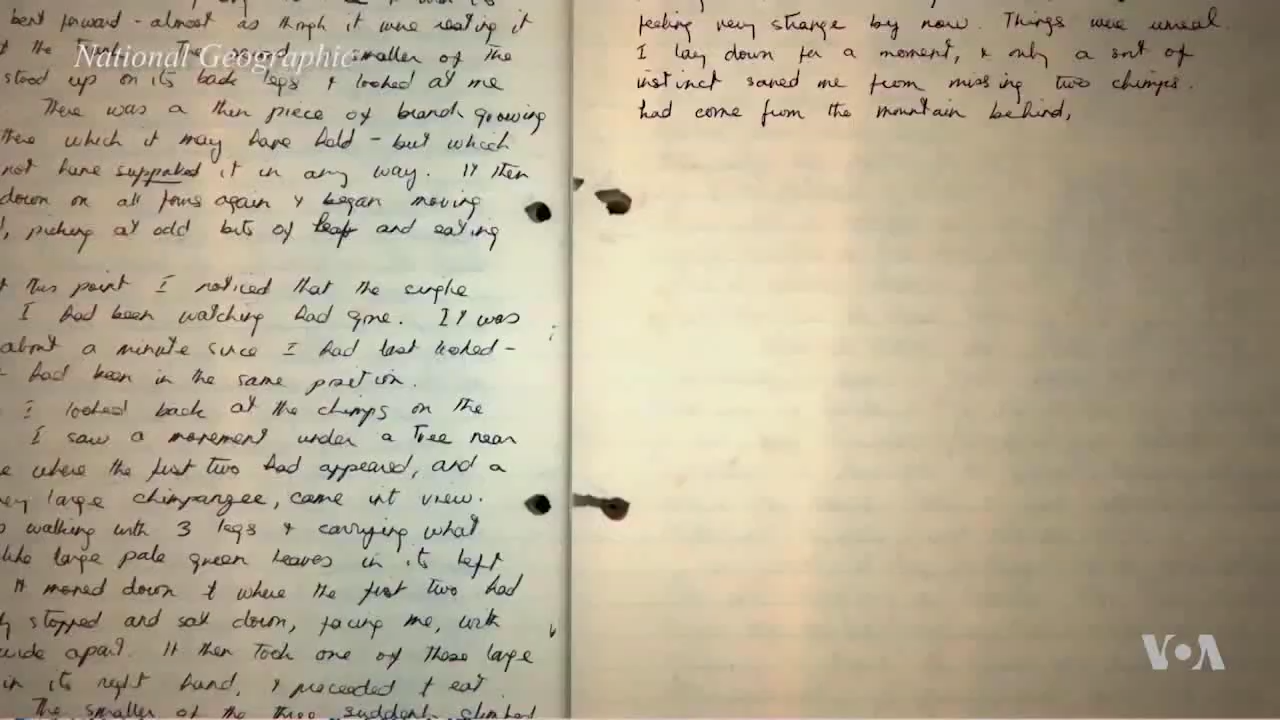 bent forward - almost as though it were resting it
the
National Geographic
smaller of the
stood up on its back legs & looked at me
There was a thin piece of branch growing
there which it may have held - but which
not have supported it in any way. It then
down on all fours again & began moving
, picking at odd bits of leaf and eating
this point I noticed that the single
I had been watching had gone. It was
about a minute since I had last looked -
had been in the same position.
I looked back at the chimps on the
I saw a movement under a tree near
where the first two had appeared, and a
large chimpanzee, came int view.
walking with 3 legs & carrying what
like large pale green leaves in its left
It moved down t where the first two had
stopped and sat down, facing me, with
wide apart. It then took one of these large
in its right hand, & proceeded t eat.
The smaller of the three climbed
feeling very strange by now. Things were unreal.
I lay down for a moment, & only a sort of
instinct saved me from missing two chimps.
had come from the mountain behind,
VOA